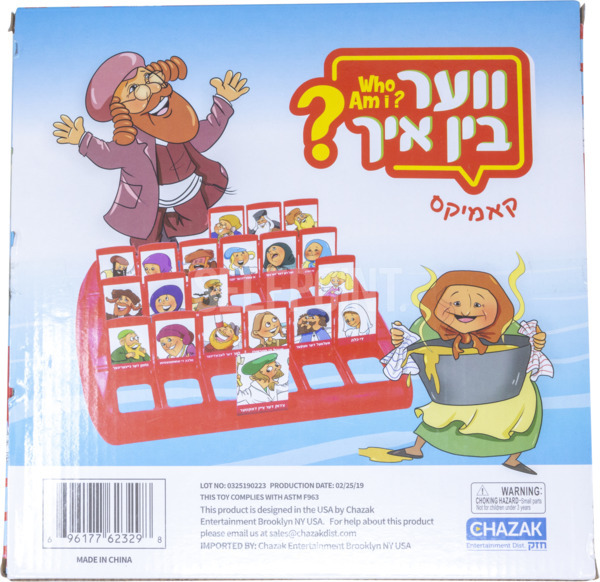 Who
Am i?
ווער
בין איך
?
קאמיקס
LOT NO: 0325190223 PRODUCTION DATE: 02/25/19
THIS TOY COMPLIES WITH ASTM F963
This product is designed in the USA by Chazak
Entertainment Brooklyn NY USA. For help about this product
please email us at sales@chazakdist.com
IMPORTED BY: Chazak Entertainment Brooklyn NY USA.
6 96177 62329 8
MADE IN CHINA
WARNING:
CHOKING HAZARD-Small parts
Not for children under 3 years
CHAZAK
Entertainment Dist. חזק